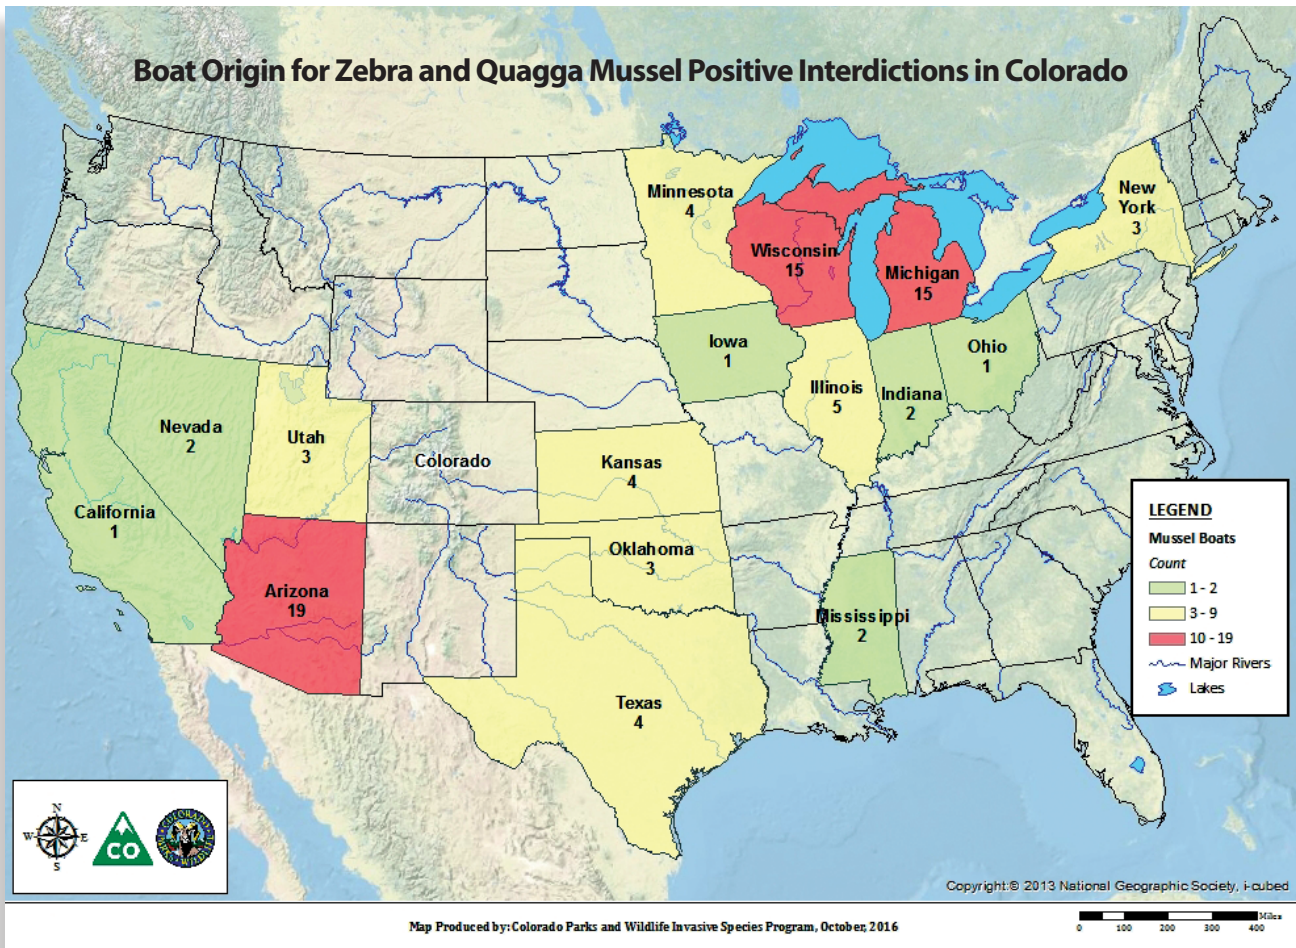 Boat Origin for Zebra and Quagga Mussel Positive Interdictions in Colorado
Minnesota
4
New
York
3
Wisconsin
15
Michigan
15
Iowa
1
Ohio
1
Illinois
5
Indiana
2
Nevada
2
Utah
3
Colorado
Kansas
4
California
1
Oklahoma
3
Arizona
19
Mississippi
2
Texas
4
LEGEND
Mussel Boats
Count
1 - 2
3 - 9
10 - 19
Major Rivers
Lakes
N
W
E
S
CO
COLORADO
PARKS & WILDLIFE
Copyright:© 2013 National Geographic Society, i-cubed
Map Produced by: Colorado Parks and Wildlife Invasive Species Program, October, 2016
Miles
0 100 200 300 400